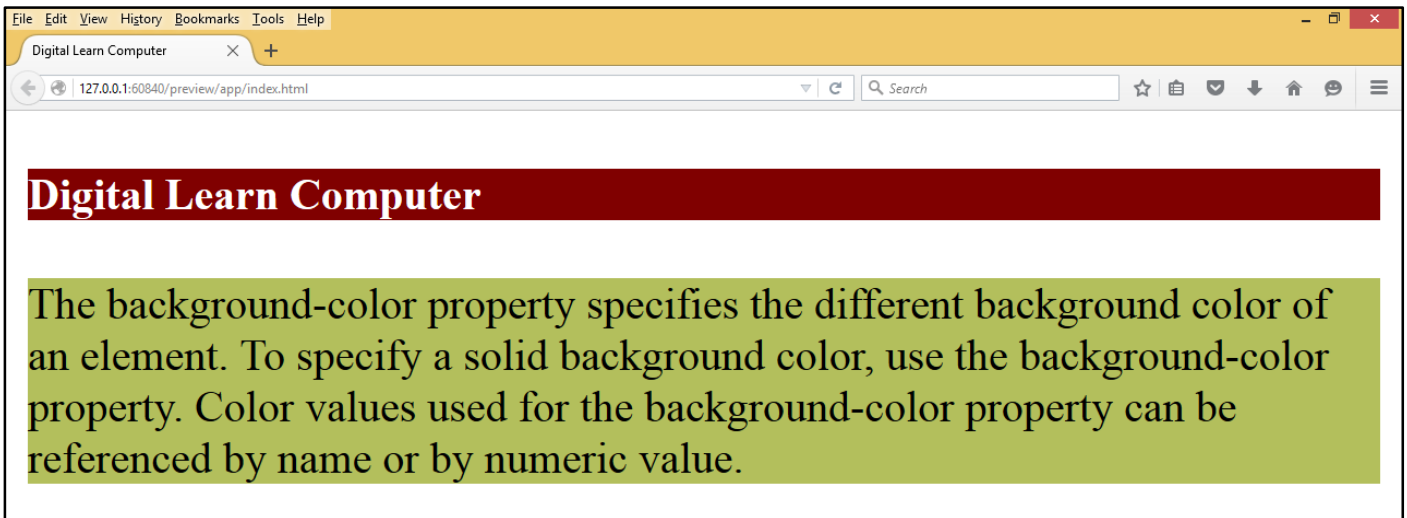 File Edit View History Bookmarks Tools Help
Digital Learn Computer
127.0.0.1:60840/preview/app/index.html
Search
Digital Learn Computer
The background-color property specifies the different background color of
an element. To specify a solid background color, use the background-color
property. Color values used for the background-color property can be
referenced by name or by numeric value.